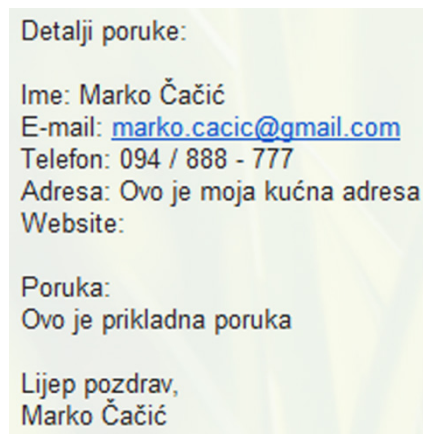 Detalji poruke:
Ime: Marko Čačić
E-mail: marko.cacic@gmail.com
Telefon: 094 / 888 - 777
Adresa: Ovo je moja kućna adresa
Website:
Poruka:
Ovo je prikladna poruka
Lijep pozdrav,
Marko Čačić